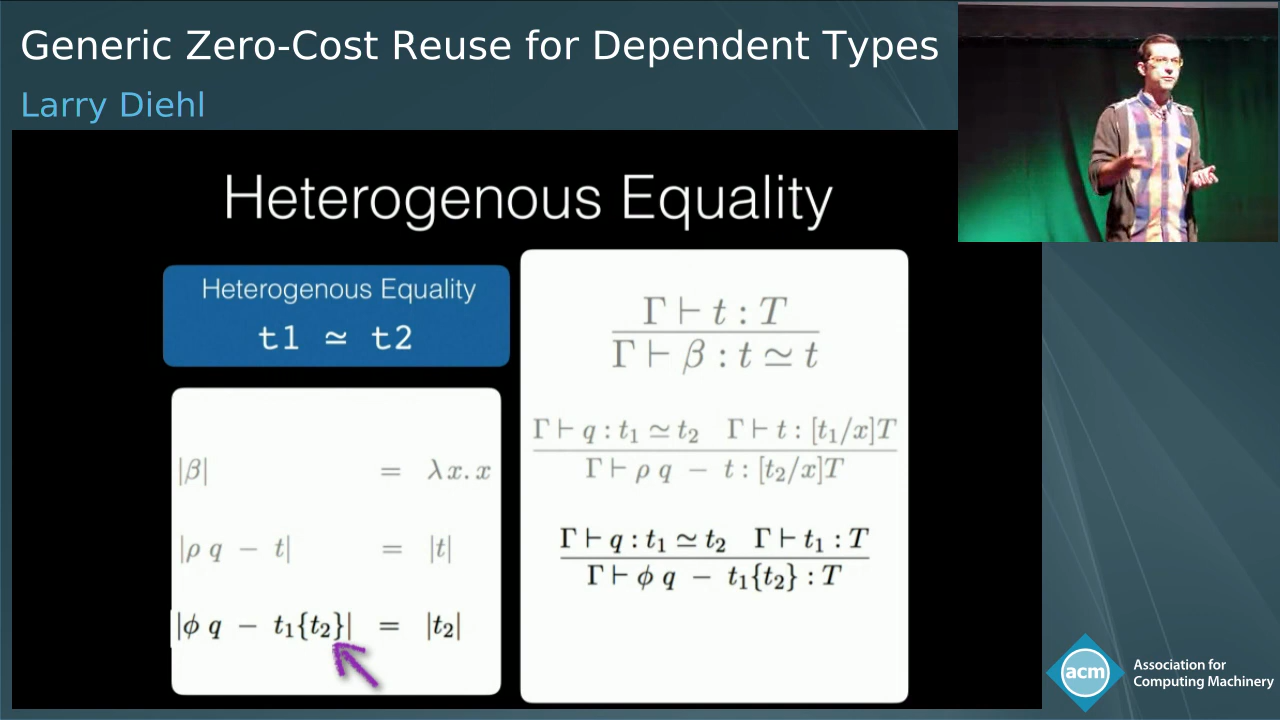 Generic Zero-Cost Reuse for Dependent Types
Larry Diehl
Heterogenous Equality
Heterogenous Equality
t1 ≃ t2
|β| = λx.x
|ρ q − t| = |t|
|ϕ q − t₁{t₂}| = |t₂|
Γ ⊢ t : T
Γ ⊢ β : t ≃ t
Γ ⊢ q : t₁ ≃ t₂ Γ ⊢ t : [t₁/x]T
Γ ⊢ ρ q − t : [t₂/x]T
Γ ⊢ q : t₁ ≃ t₂ Γ ⊢ t₁ : T
Γ ⊢ ϕ q − t₁{t₂} : T
acm
Association for
Computing Machinery